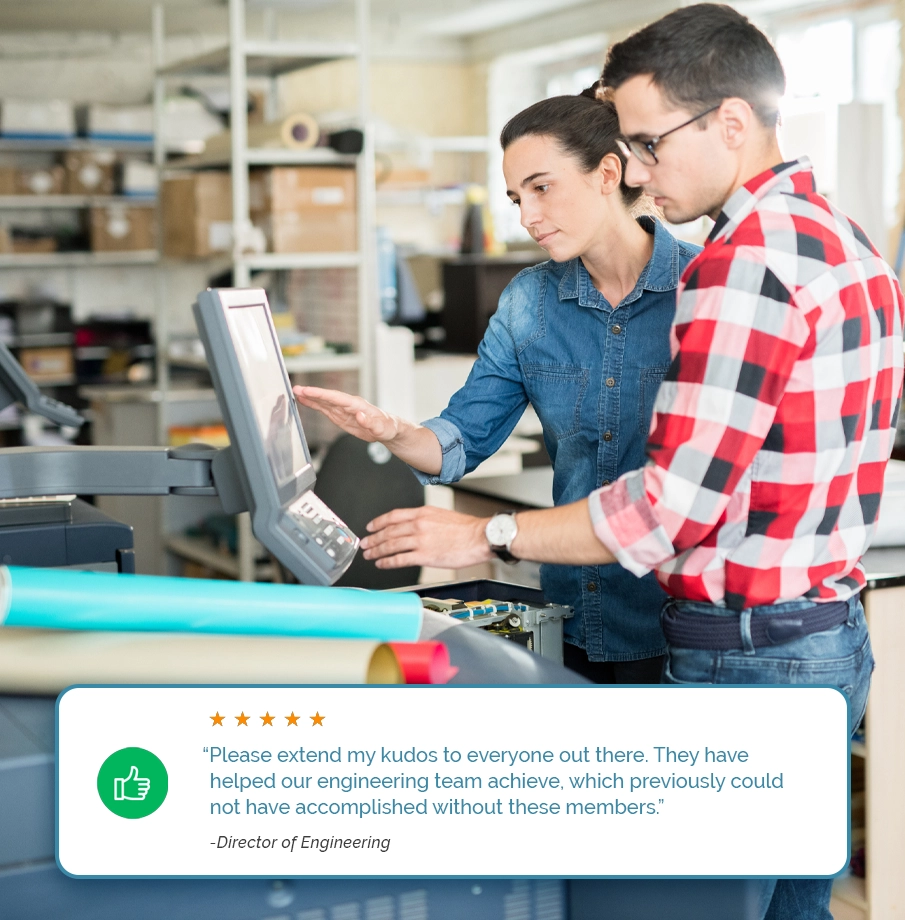 “Please extend my kudos to everyone out there. They have
helped our engineering team achieve, which previously could
not have accomplished without these members.”
-Director of Engineering